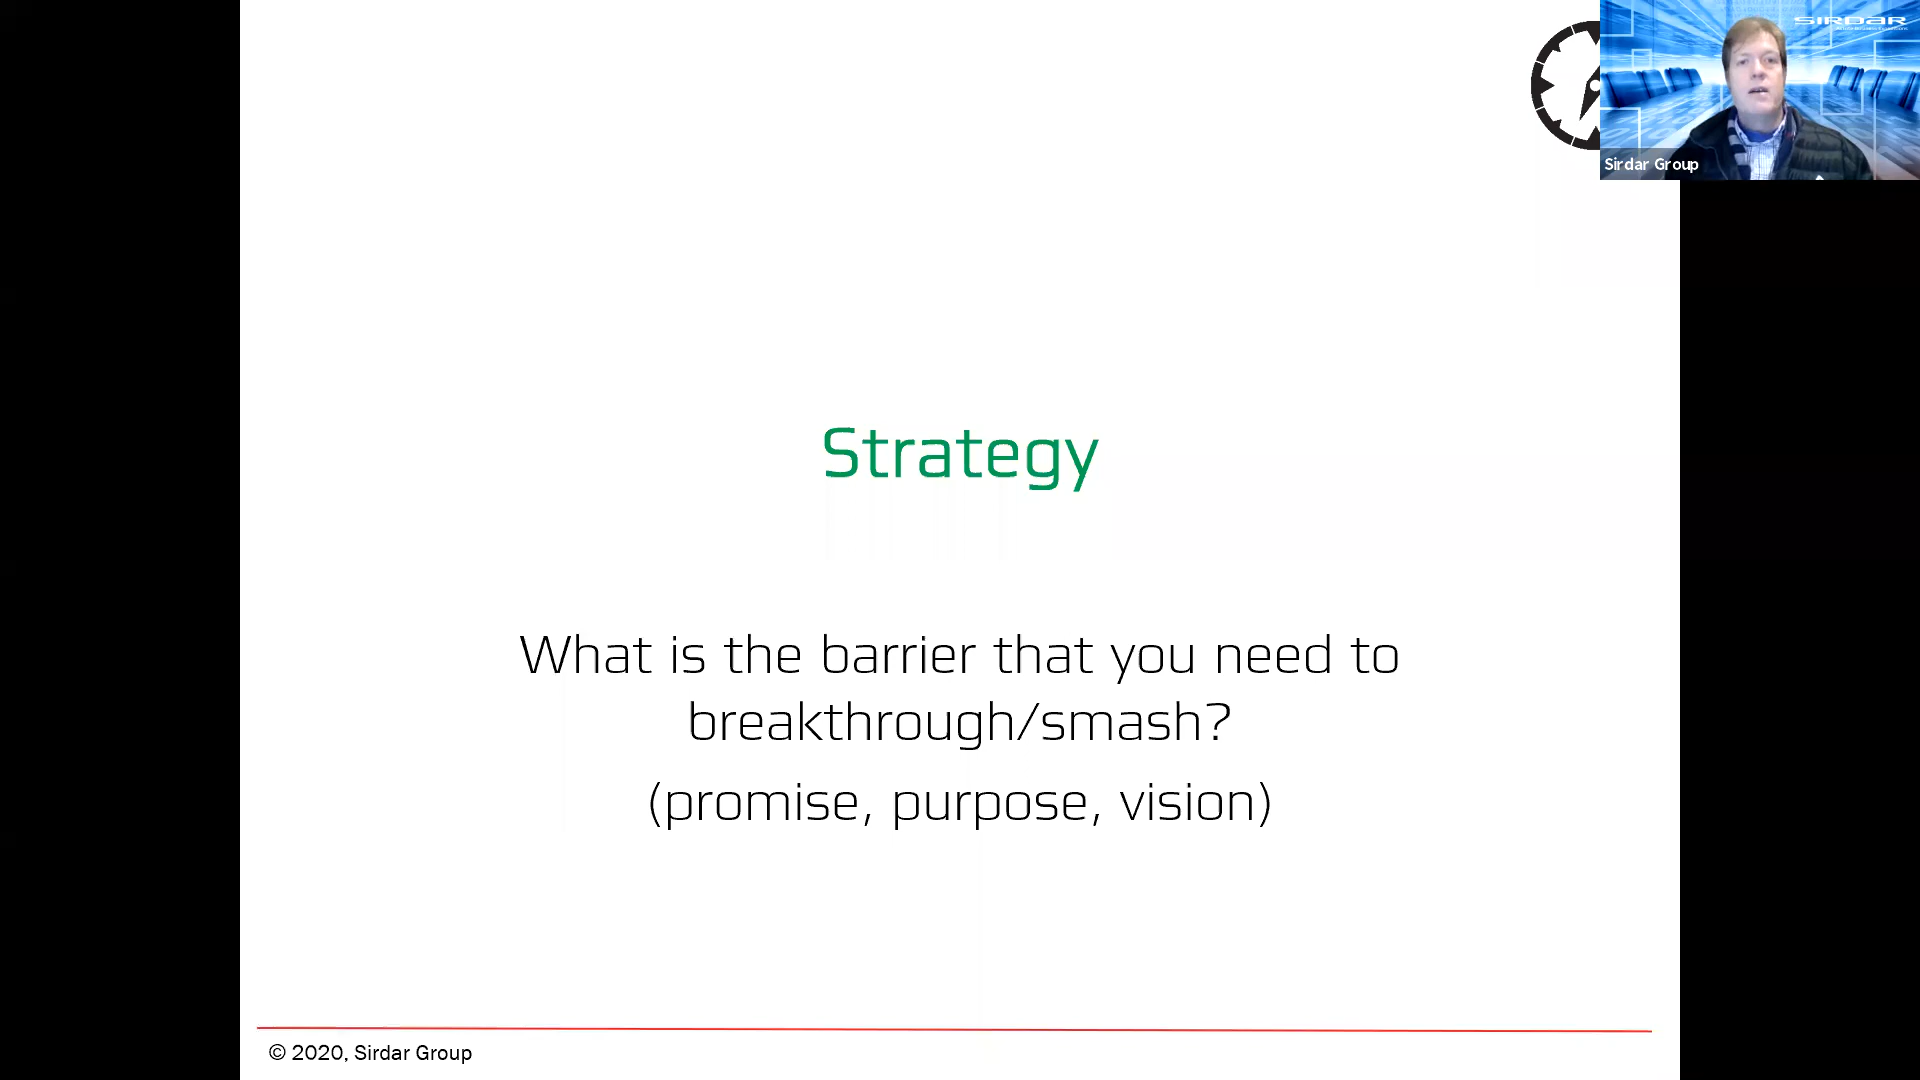 SIRDAR
Sirdar Group
Strategy
What is the barrier that you need to
breakthrough/smash?
(promise, purpose, vision)
© 2020, Sirdar Group